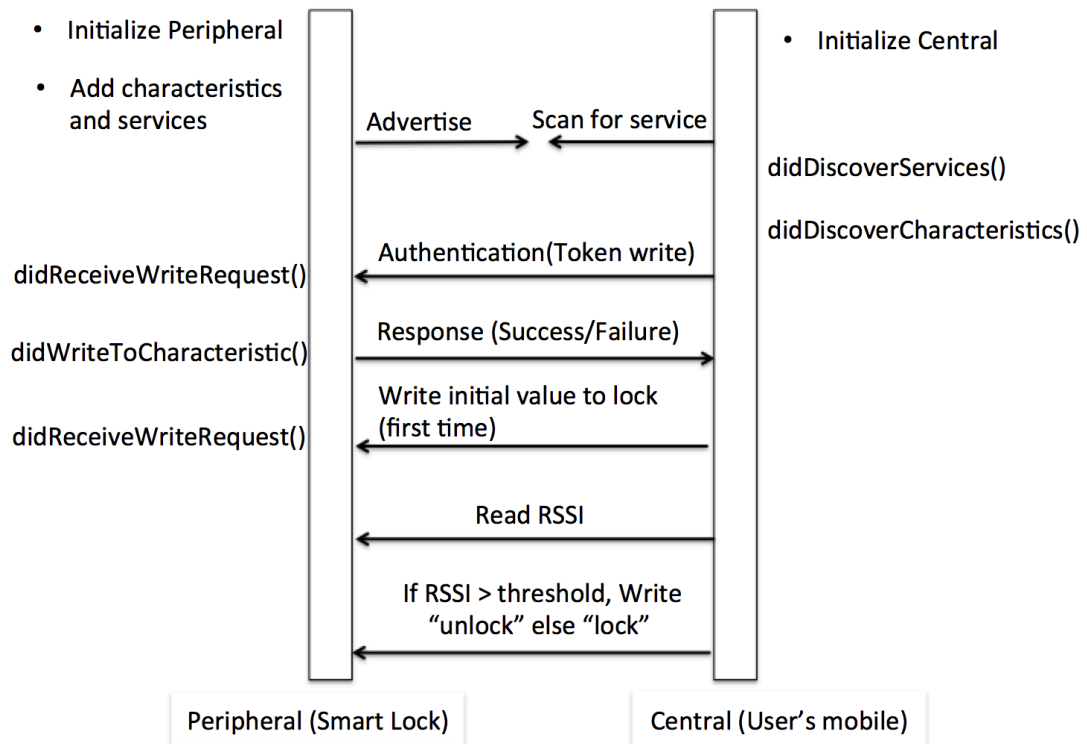 • Initialize Peripheral
• Initialize Central
• Add characteristics
and services
Advertise
Scan for service
didDiscoverServices()
didDiscoverCharacteristics()
Authentication(Token write)
didReceiveWriteRequest()
Response (Success/Failure)
didWriteToCharacteristic()
Write initial value to lock
(first time)
didReceiveWriteRequest()
Read RSSI
If RSSI > threshold, Write
“unlock” else “lock”
Peripheral (Smart Lock)
Central (User’s mobile)